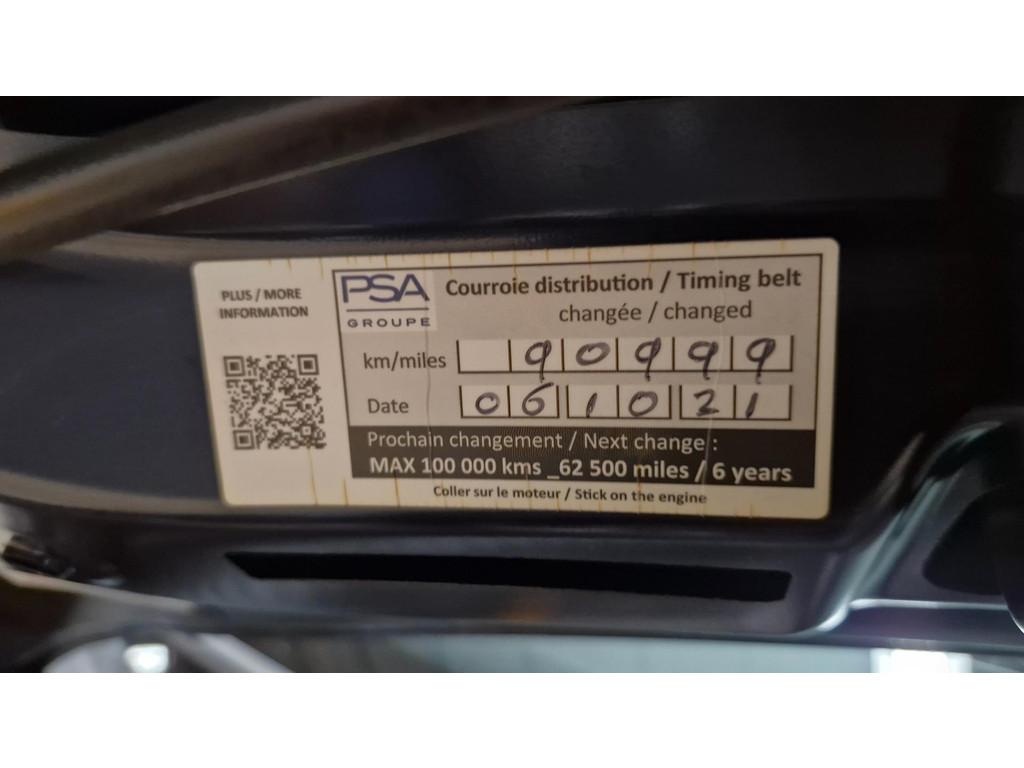 PLUS / MORE
INFORMATION
PSA
GROUPE
Courroie distribution / Timing belt
changée / changed
km/miles 90999
Date 061021
Prochain changement / Next change :
MAX 100 000 kms _62 500 miles / 6 years
Coller sur le moteur / Stick on the engine